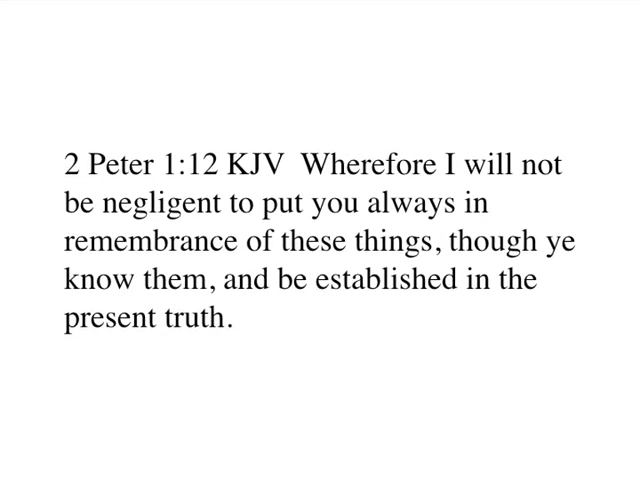 2 Peter 1:12 KJV  Wherefore I will not
be negligent to put you always in
remembrance of these things, though ye
know them, and be established in the
present truth.